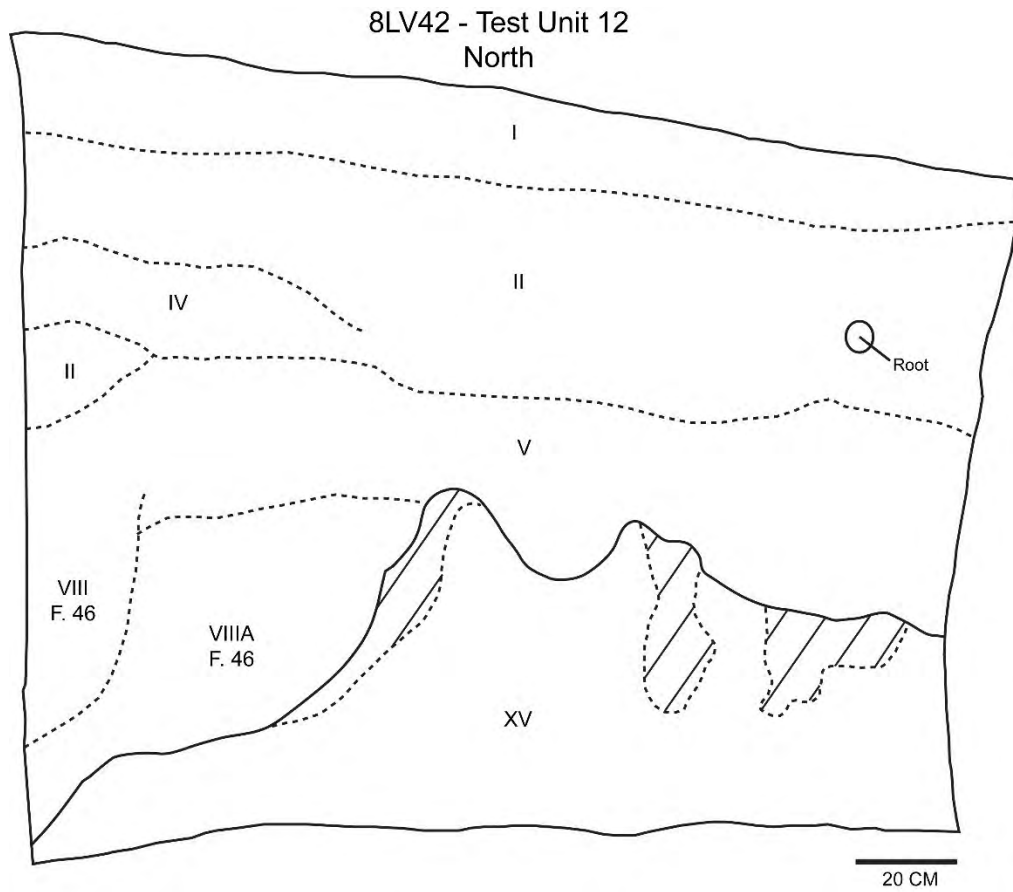 8LV42 - Test Unit 12
North
I
II
IV
Root
II
V
VIII
F. 46
VIIIA
F. 46
XV
20 CM